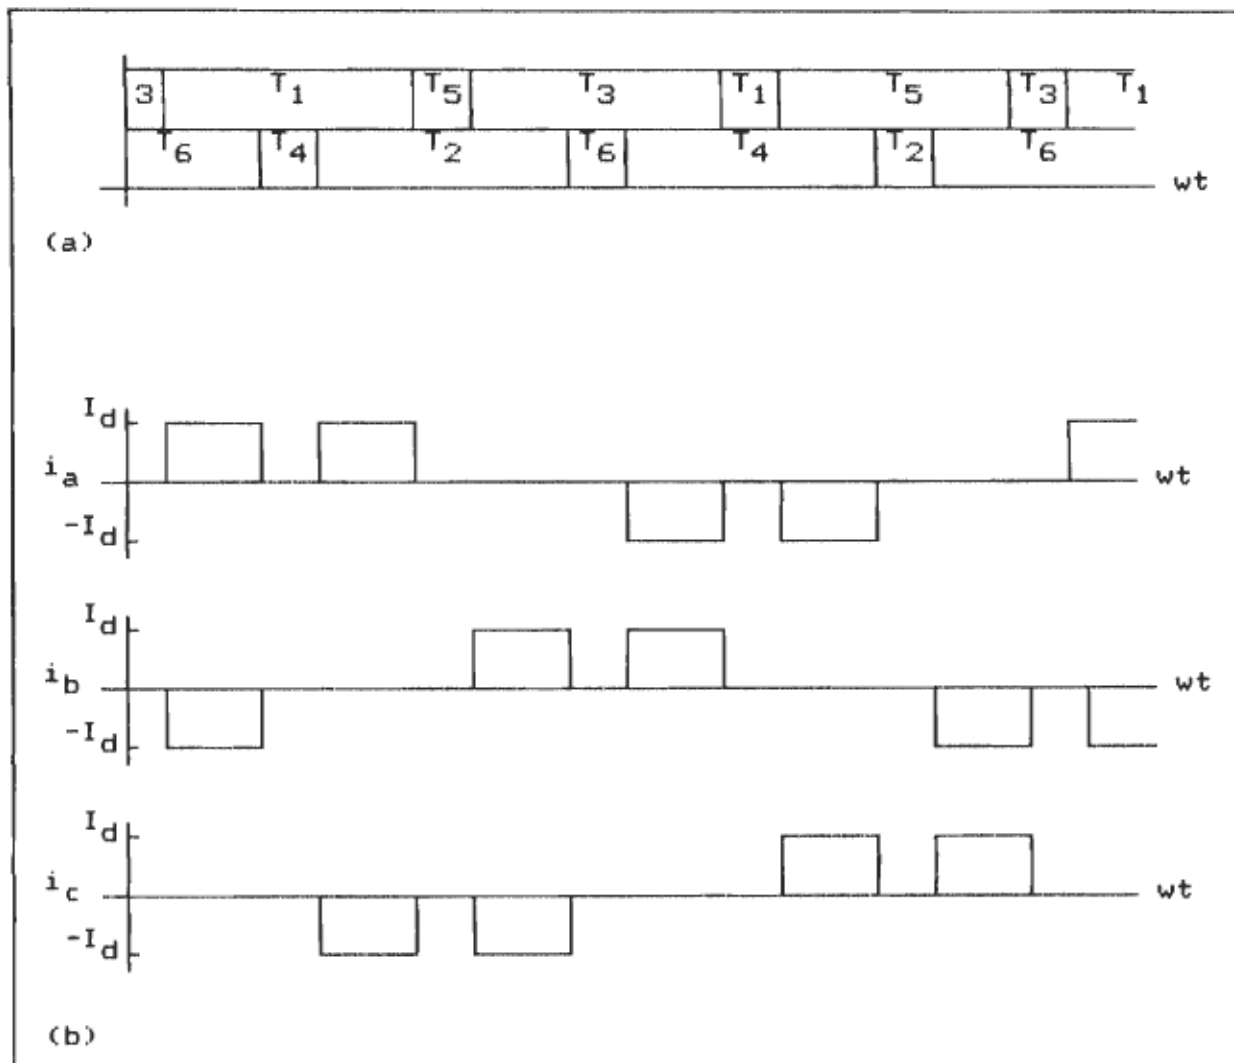 3 T1 T5 T3 T1 T5 T3 T1
T6 T4 T2 T6 T4 T2 T6
wt
(a)
Id
ia
wt
-Id
Id
ib
wt
-Id
Id
ic
wt
-Id
(b)